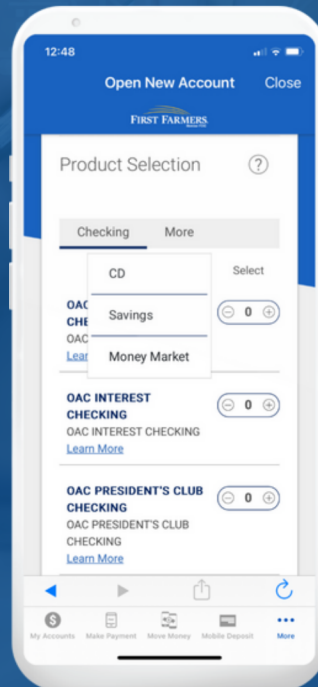 12:48
Open New Account Close
FIRST FARMERS
Product Selection ?
Checking More
Select
CD
Savings
Money Market
OAC
CHE
0
OAC
Lear
OAC INTEREST
CHECKING
0
OAC INTEREST CHECKING
Learn More
OAC PRESIDENT'S CLUB
CHECKING
0
OAC PRESIDENT'S CLUB
CHECKING
Learn More
My Accounts Make Payment Move Money Mobile Deposit More